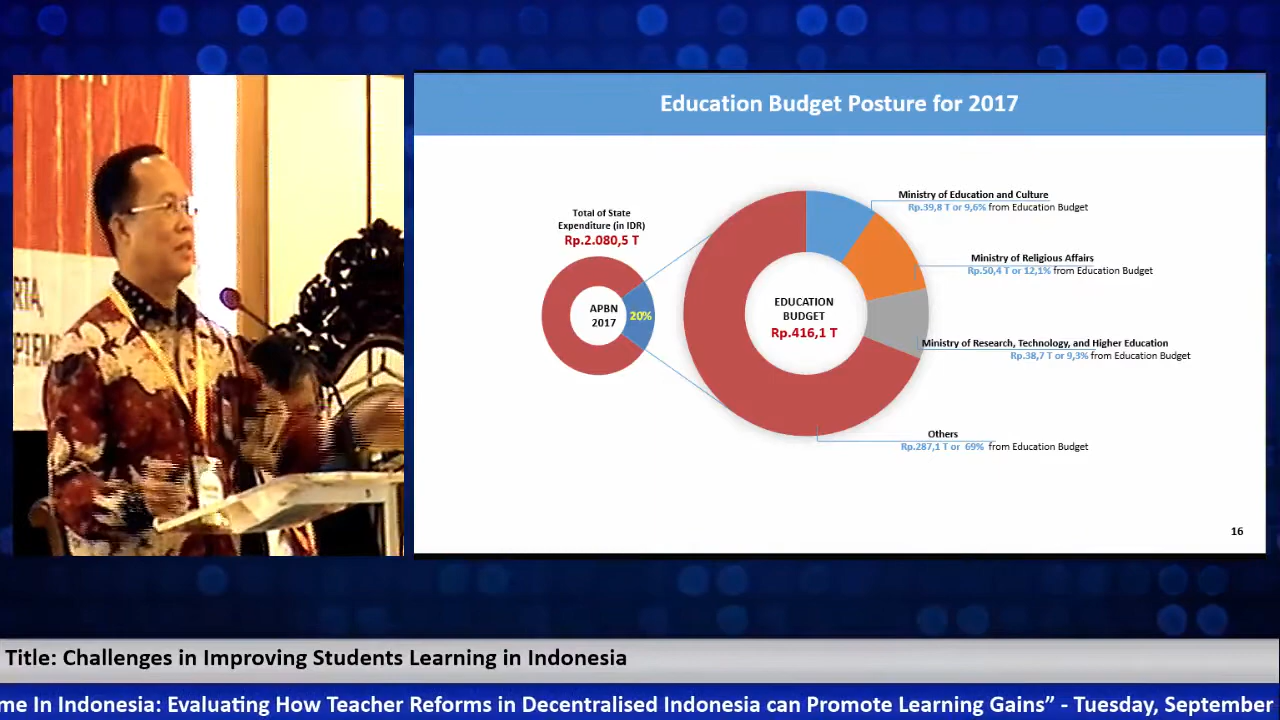 Education Budget Posture for 2017
Total of State
Expenditure (in IDR)
Rp.2.080,5 T
APBN
2017
20%
EDUCATION
BUDGET
Rp.416,1 T
Ministry of Education and Culture
Rp.39,8 T or 9,6% from Education Budget
Ministry of Religious Affairs
Rp.50,4 T or 12,1% from Education Budget
Ministry of Research, Technology, and Higher Education
Rp.38,7 T or 9,3% from Education Budget
Others
Rp.287,1 T or 69% from Education Budget
16
Title: Challenges in Improving Students Learning in Indonesia
me In Indonesia: Evaluating How Teacher Reforms in Decentralised Indonesia can Promote Learning Gains” - Tuesday, September